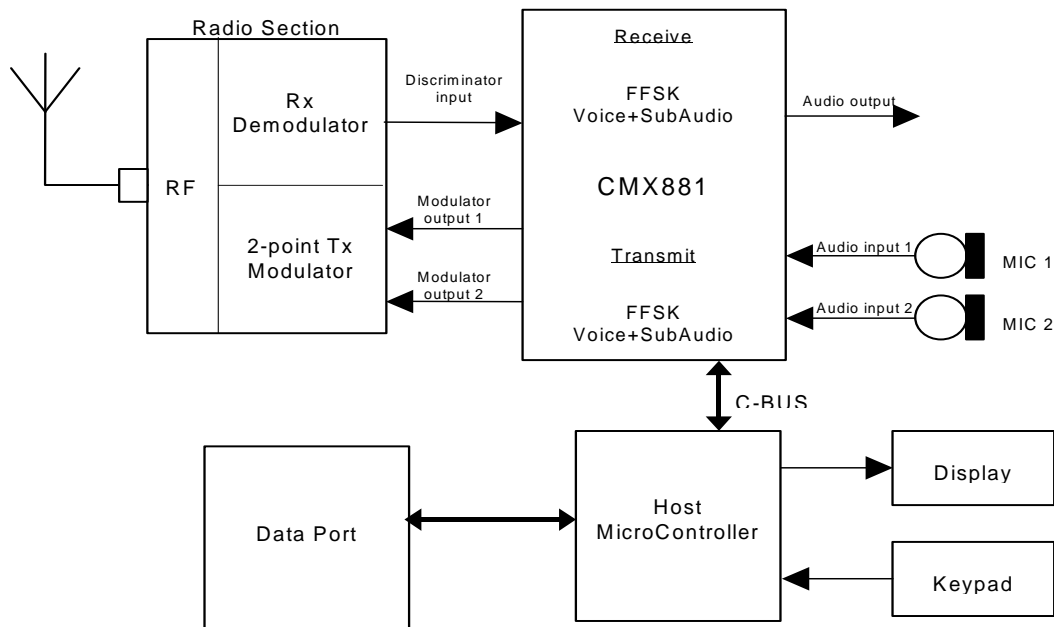 Radio Section
RF
Rx
Demodulator
2-point Tx
Modulator
Discriminator
input
Modulator
output 1
Modulator
output 2
Receive
FFSK
Voice+SubAudio
CMX881
Transmit
FFSK
Voice+SubAudio
Audio output
Audio input 1
MIC 1
Audio input 2
MIC 2
C-BUS
Data Port
Host
MicroController
Display
Keypad